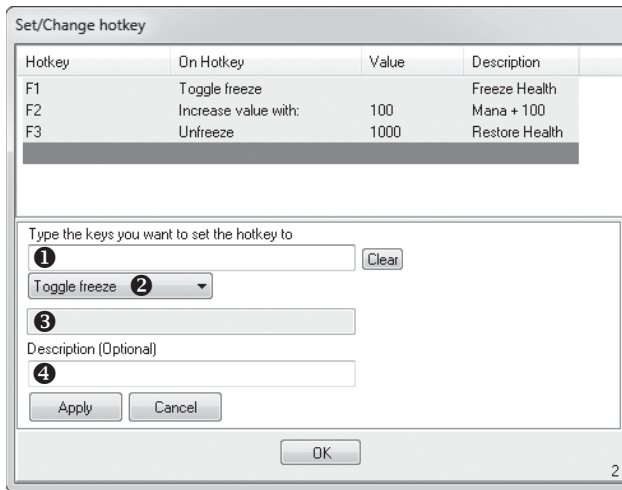 Set/Change hotkey
Hotkey On Hotkey Value Description
F1 Toggle freeze Freeze Health
F2 Increase value with: 100 Mana + 100
F3 Unfreeze 1000 Restore Health
Type the keys you want to set the hotkey to
❶ Clear
Toggle freeze ❷
❸
Description (Optional)
❹
Apply Cancel
OK
2